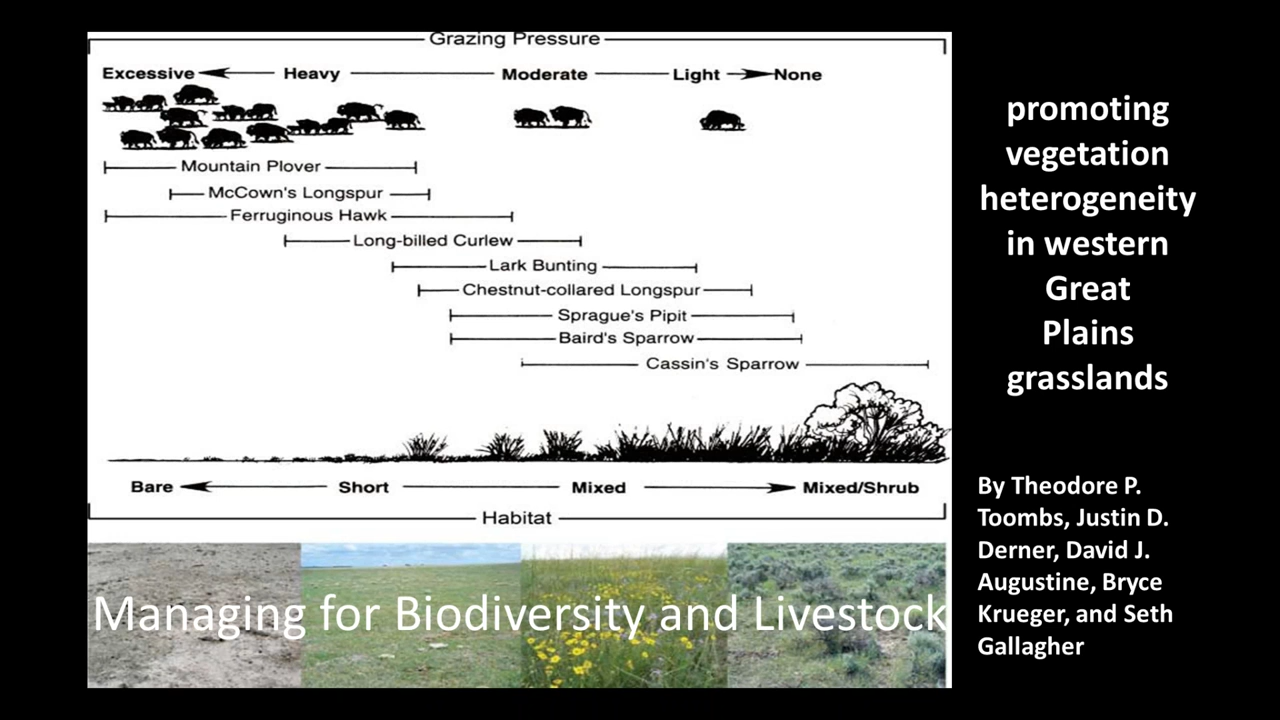 Grazing Pressure
Excessive Heavy Moderate Light None
Mountain Plover
McCown's Longspur
Ferruginous Hawk
Long-billed Curlew
Lark Bunting
Chestnut-collared Longspur
Sprague's Pipit
Baird's Sparrow
Cassin's Sparrow
Bare Short Mixed Mixed/Shrub
Habitat
Managing for Biodiversity and Livestock
promoting
vegetation
heterogeneity
in western
Great
Plains
grasslands
By Theodore P.
Toombs, Justin D.
Derner, David J.
Augustine, Bryce
Krueger, and Seth
Gallagher